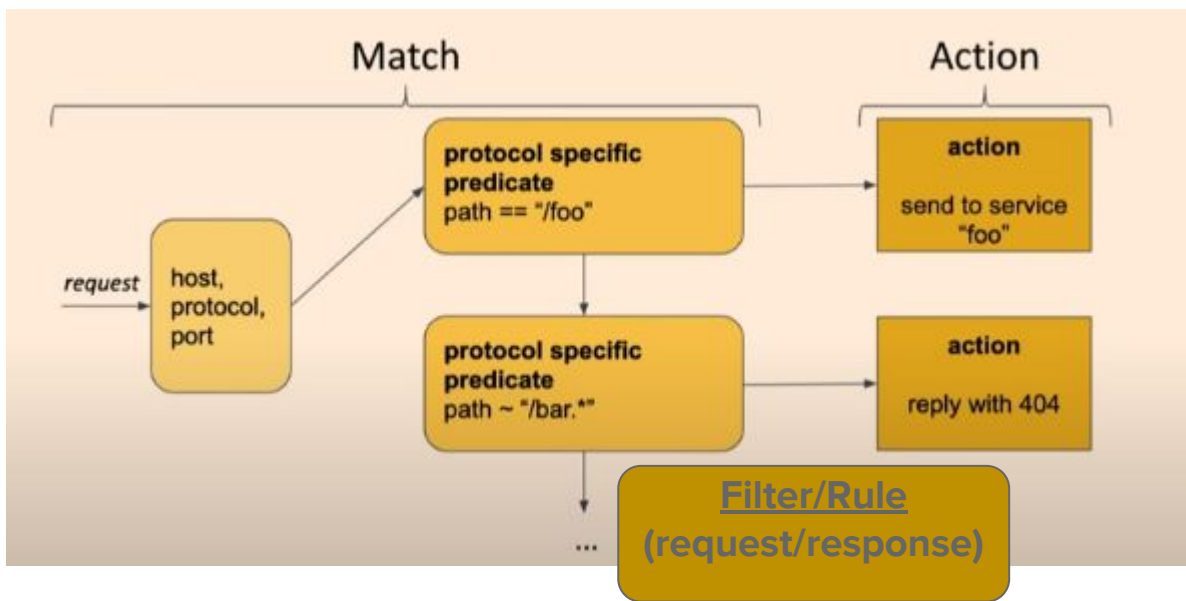 Match
Action
request
host,
protocol,
port
protocol specific
predicate
path == “/foo”
action
send to service
“foo”
protocol specific
predicate
path ~ “/bar.*”
action
reply with 404
...
Filter/Rule
(request/response)